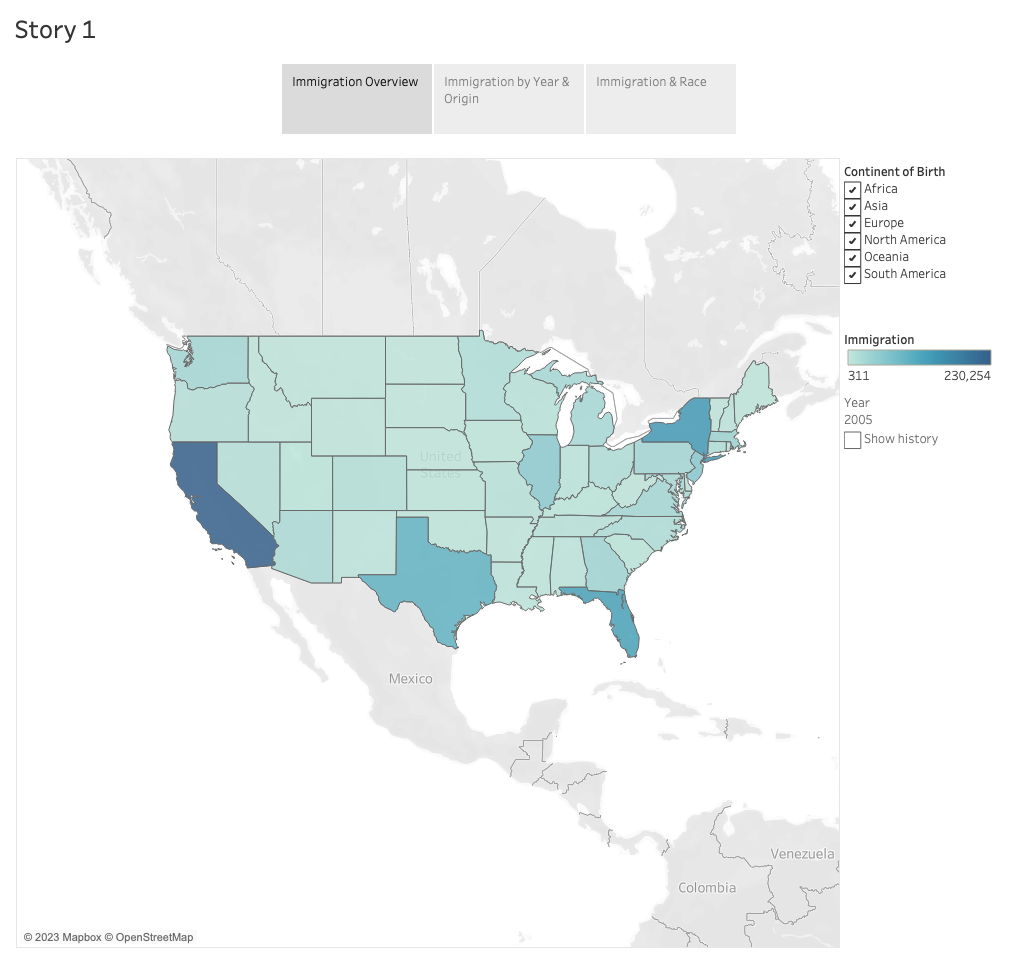 Story 1
Immigration Overview
Immigration by Year &
Origin
Immigration & Race
Continent of Birth
Africa
Asia
Europe
North America
Oceania
South America
Immigration
311 230,254
Year
2005
Show history
United
States
Mexico
Venezuela
Colombia
© 2023 Mapbox © OpenStreetMap